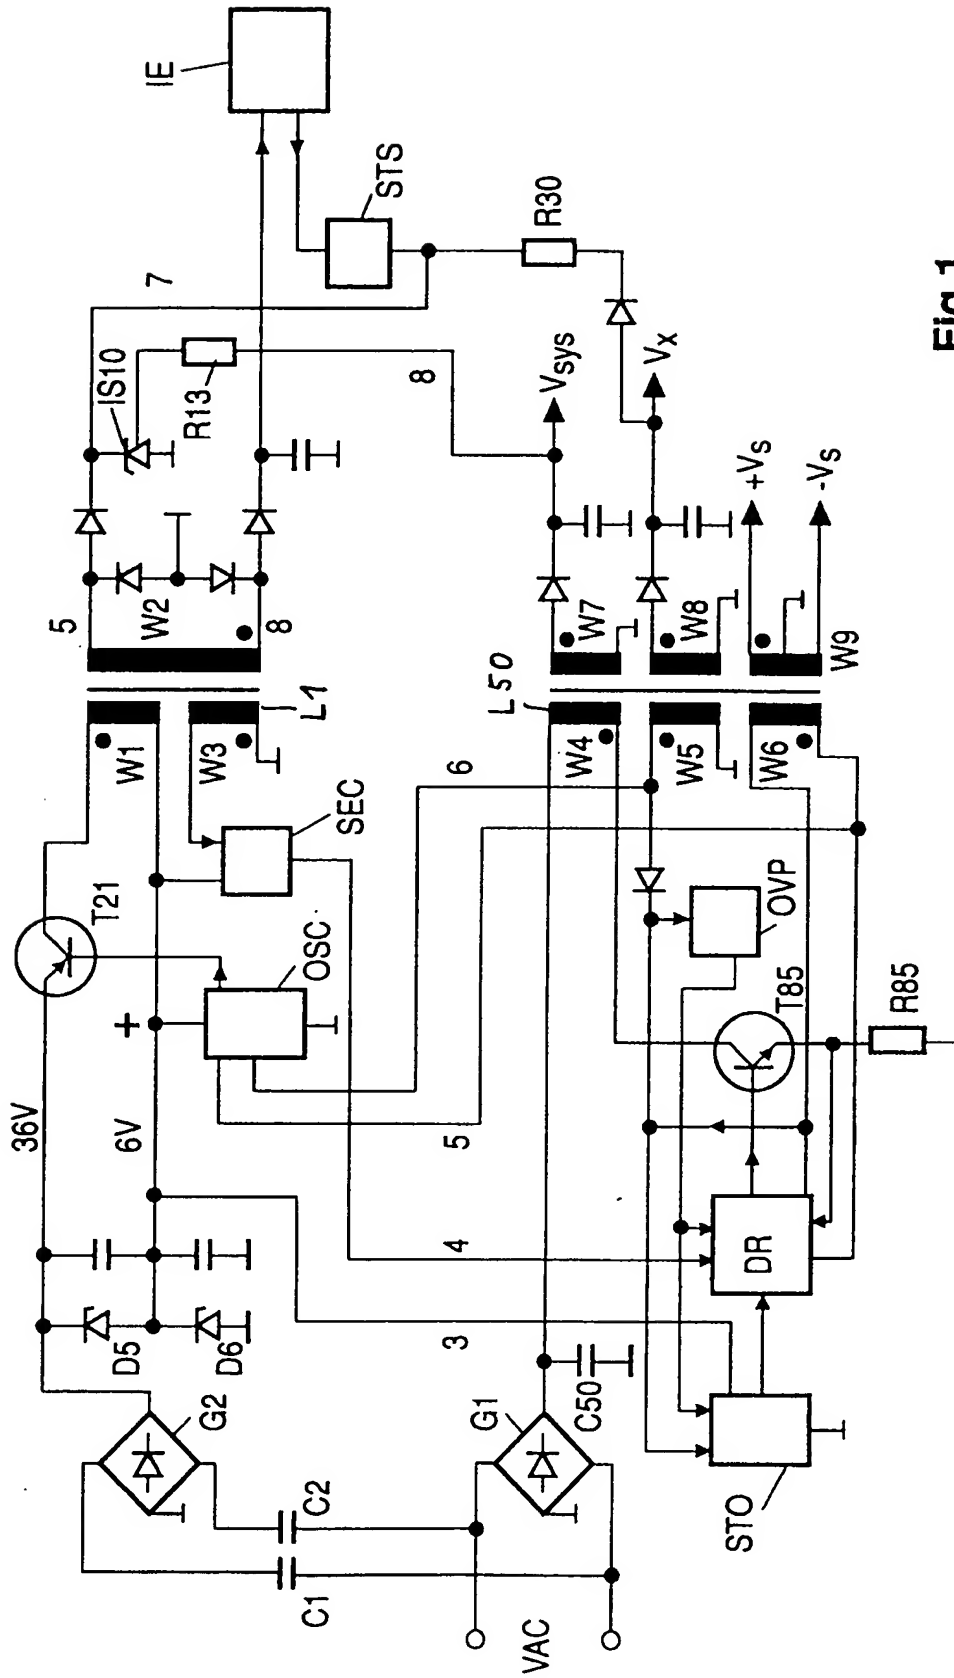 IE
STS
R30
7
IS10
R13
8
Vsys
VX
+VS
-VS
5
W2
8
W7
W8
W9
L1
L50
W1
W3
W4
W5
W6
6
SEC
T21
OSC
OVP
T85
R85
+
36V
6V
5
4
DR
D5
D6
3
G2
G1
C50
C2
C1
STO
VAC
Fig.1